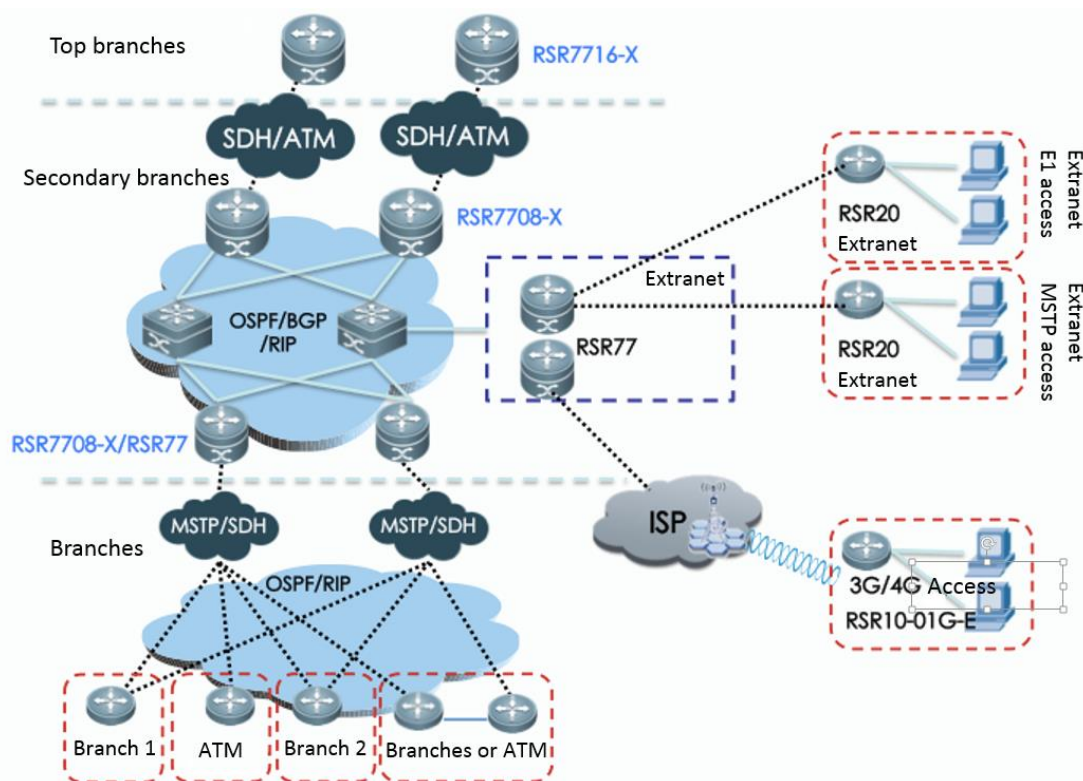 Top branches
RSR7716-X
SDH/ATM
SDH/ATM
Secondary branches
RSR7708-X
OSPF/BGP
/RIP
Extranet
RSR77
RSR20
Extranet
Extranet
E1 access
RSR20
Extranet
Extranet
MSTP access
RSR7708-X/RSR77
MSTP/SDH
MSTP/SDH
ISP
Branches
OSPF/RIP
3G/4G Access
RSR10-01G-E
Branch 1
ATM
Branch 2
Branches or ATM